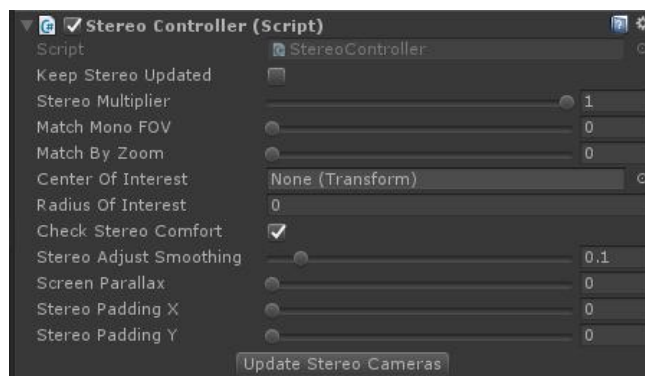 Stereo Controller (Script)
Script StereoController
Keep Stereo Updated
Stereo Multiplier 1
Match Mono FOV 0
Match By Zoom 0
Center Of Interest None (Transform)
Radius Of Interest 0
Check Stereo Comfort
Stereo Adjust Smoothing 0.1
Screen Parallax 0
Stereo Padding X 0
Stereo Padding Y 0
Update Stereo Cameras